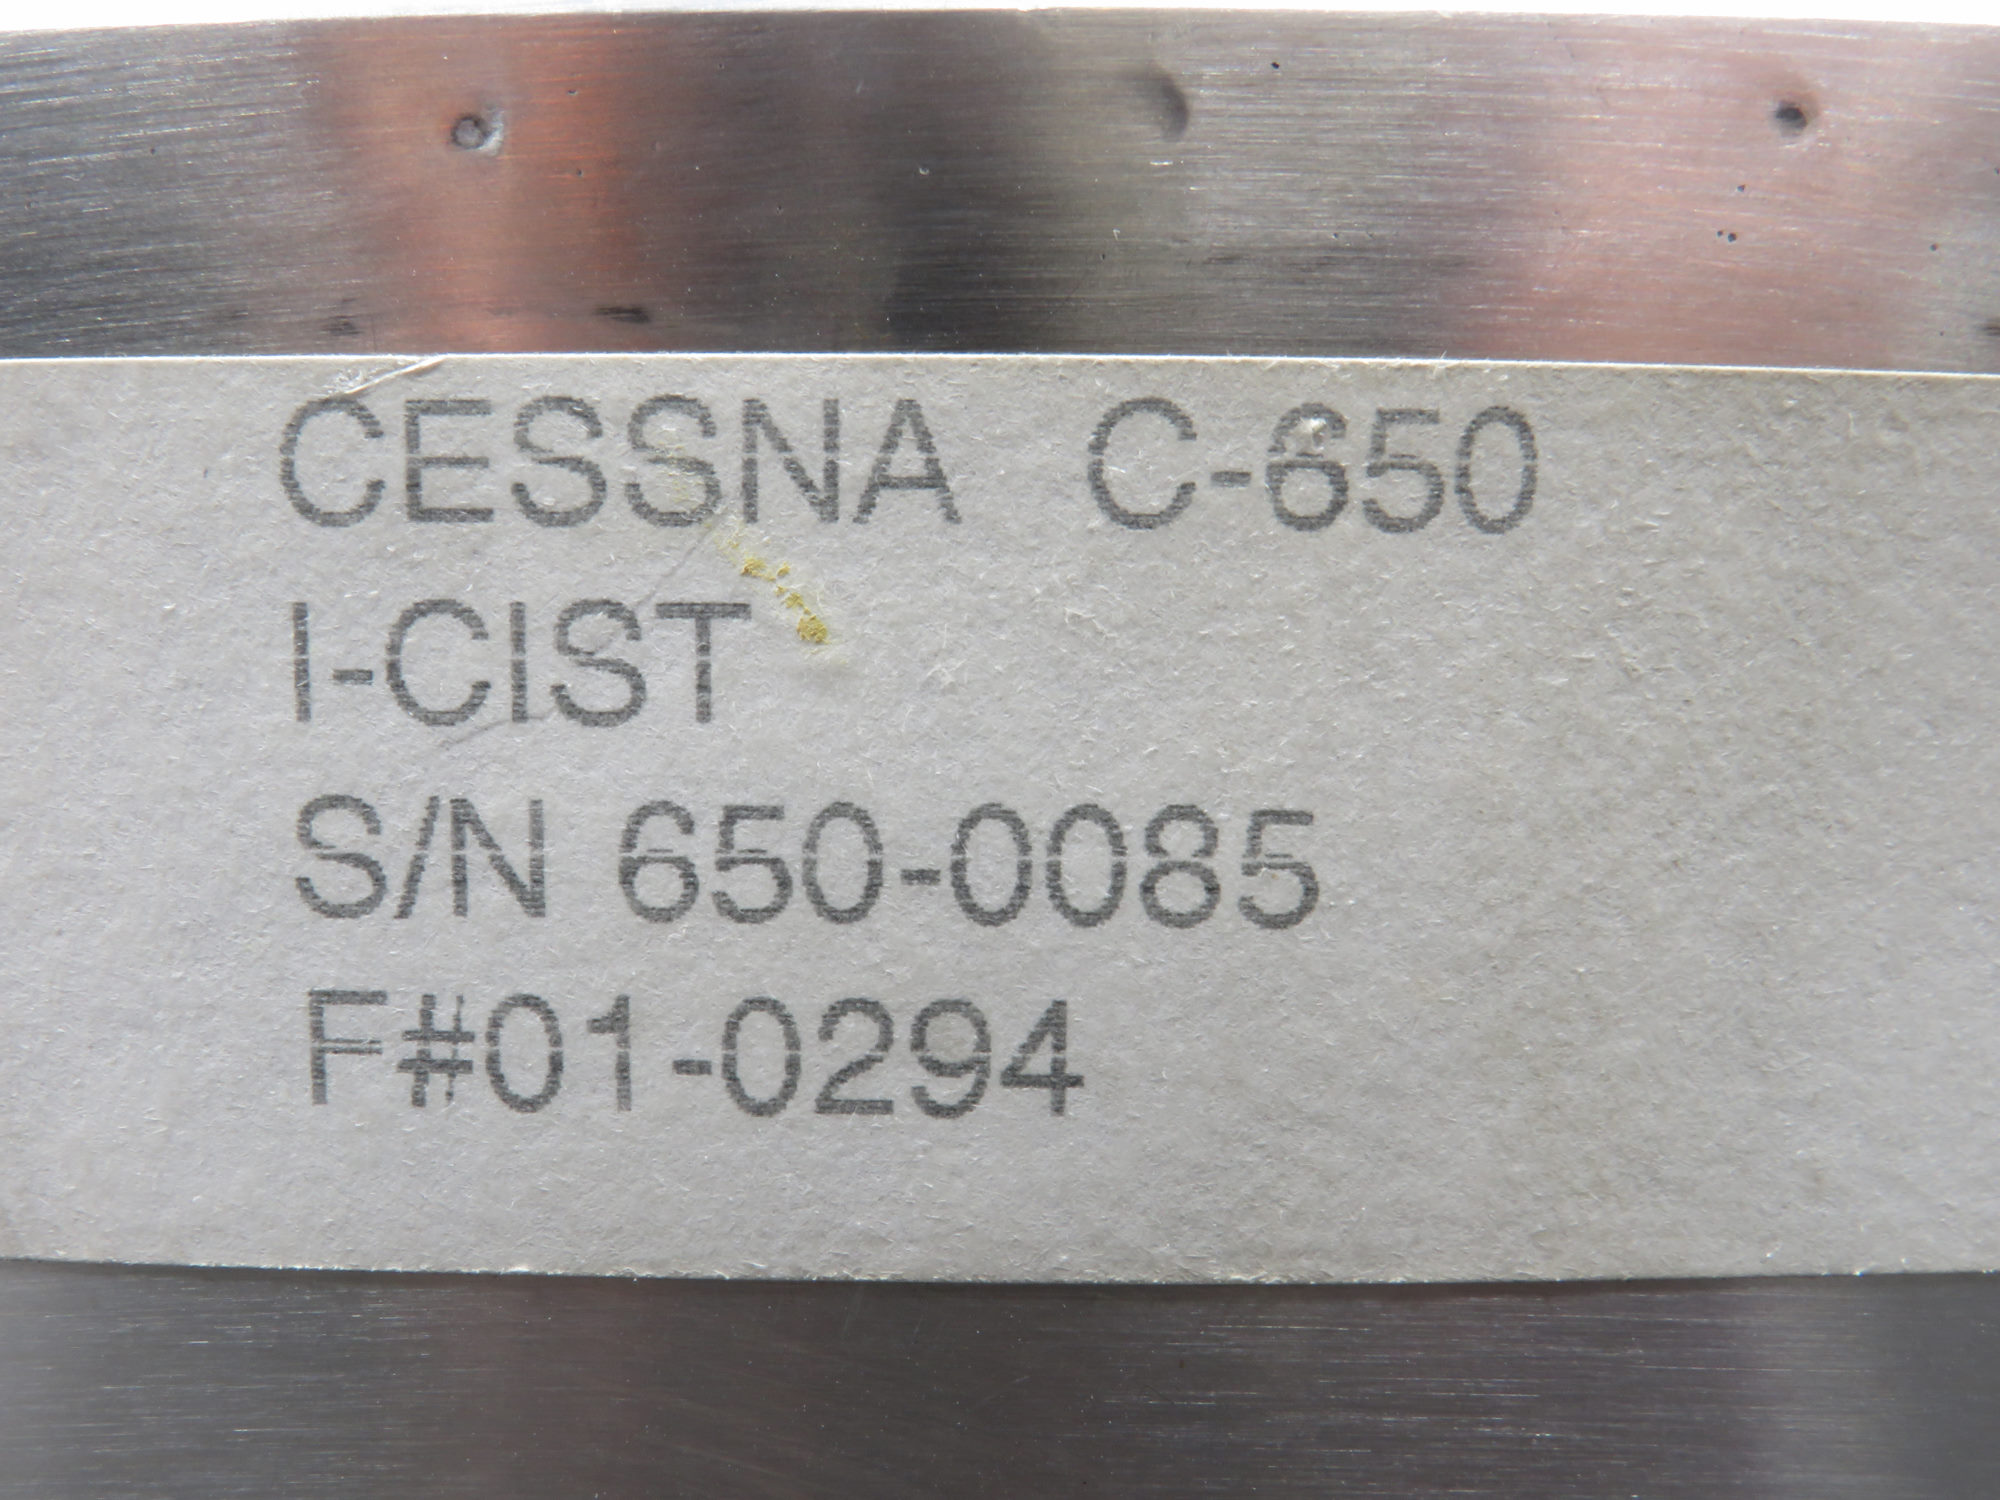 CESSNA C-650
I-CIST
S/N 650-0085
F#01-0294